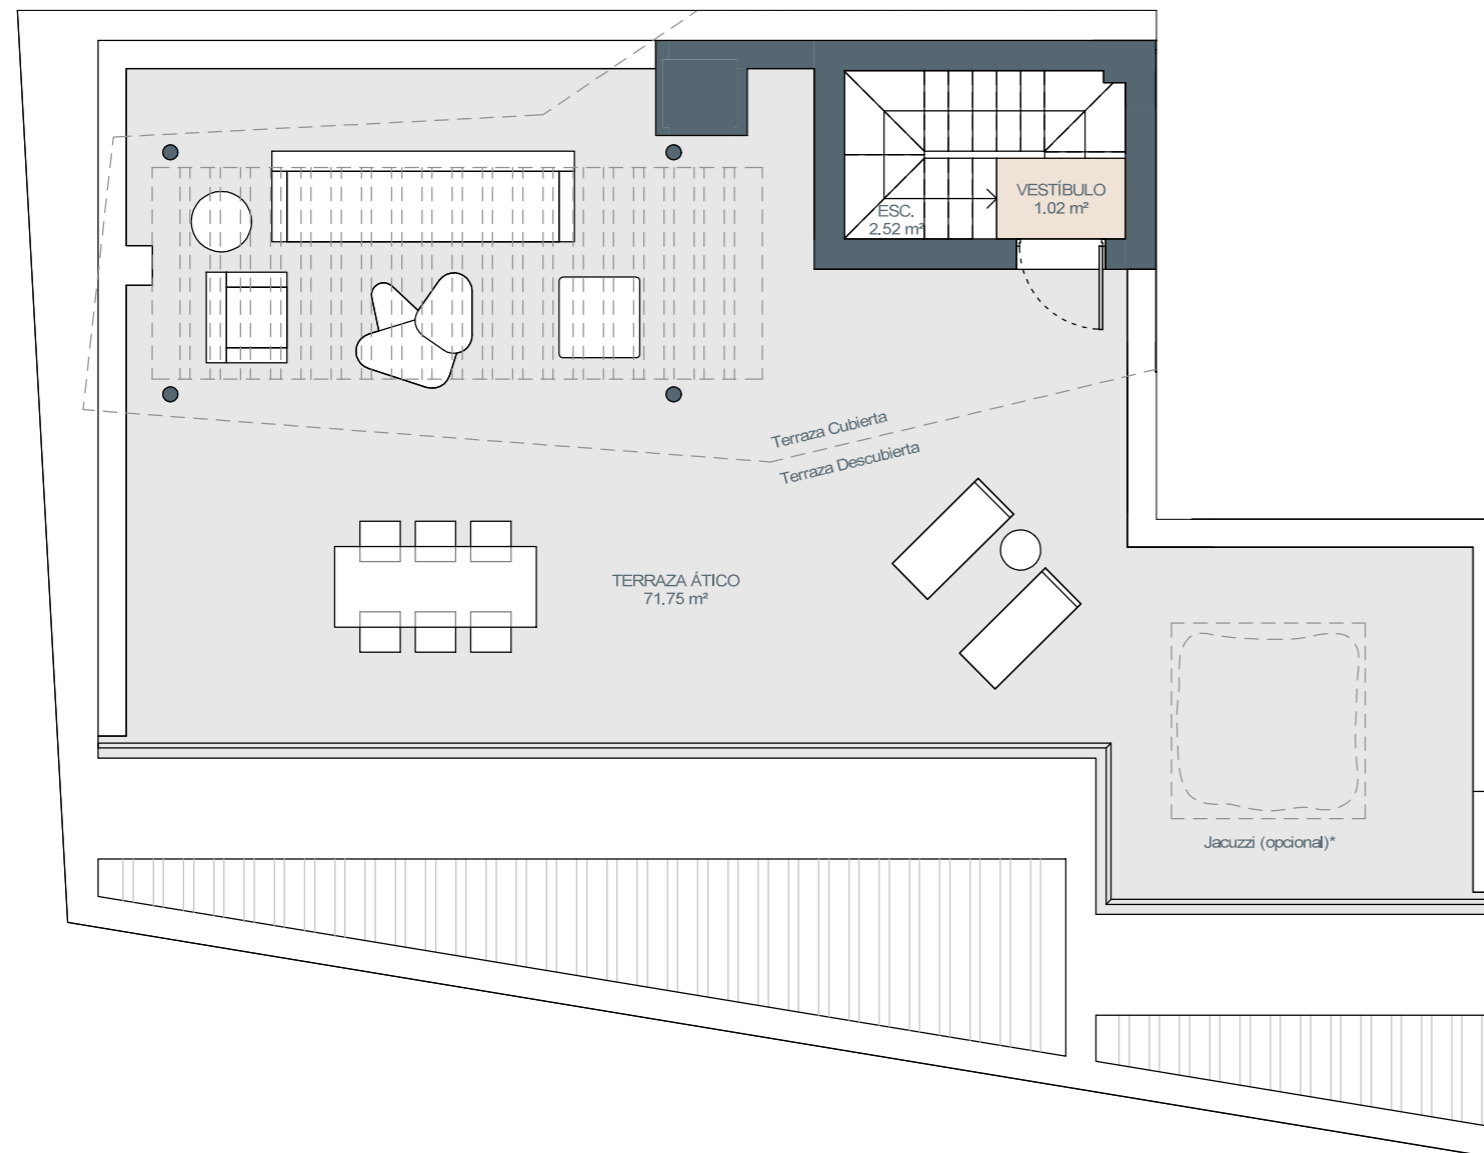 VESTÍBULO
1.02 m²
ESC.
2.52 m²
Terraza Cubierta
Terraza Descubierta
TERRAZA ÁTICO
71.75 m²
Jacuzzi (opcional)*